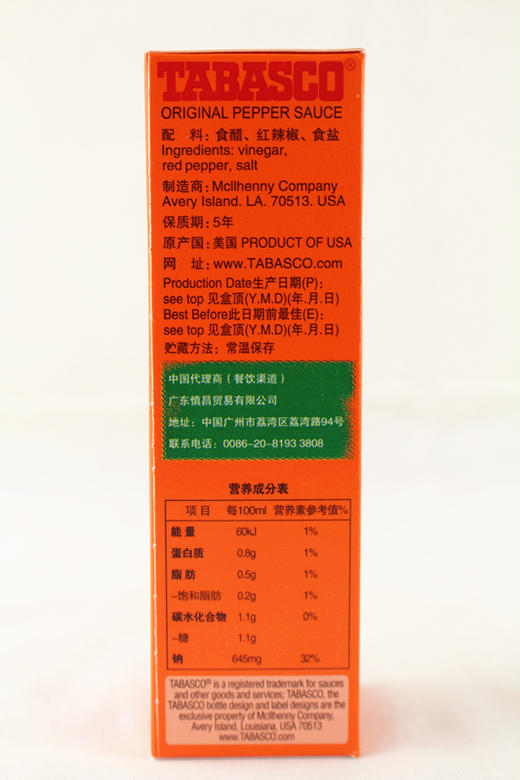 TABASCO®
ORIGINAL PEPPER SAUCE
配 料：食醋、红辣椒、食盐
Ingredients: vinegar,
red pepper, salt
制造商：McIlhenny Company
Avery Island. LA. 70513. USA
保质期：5年
原产国：美国 PRODUCT OF USA
网 址：www.TABASCO.com
Production Date生产日期(P)：
see top 见盒顶(Y.M.D)(年.月.日)
Best Before此日期前最佳(E)：
see top 见盒顶(Y.M.D)(年.月.日)
贮藏方法：常温保存
中国代理商（餐饮渠道）
广东慎昌贸易有限公司
地址：中国广州市荔湾区荔湾路94号
联系电话：0086-20-8193 3808
营养成分表
项目 每100ml 营养素参考值%
能量 60kJ 1%
蛋白质 0.8g 1%
脂肪 0.5g 1%
–饱和脂肪 0.2g 1%
碳水化合物 1.1g 0%
–糖 1.1g
钠 645mg 32%
TABASCO® is a registered trademark for sauces
and other goods and services; TABASCO, the
TABASCO bottle design and label designs are the
exclusive property of McIlhenny Company,
Avery Island, Louisiana, USA 70513
www.TABASCO.com